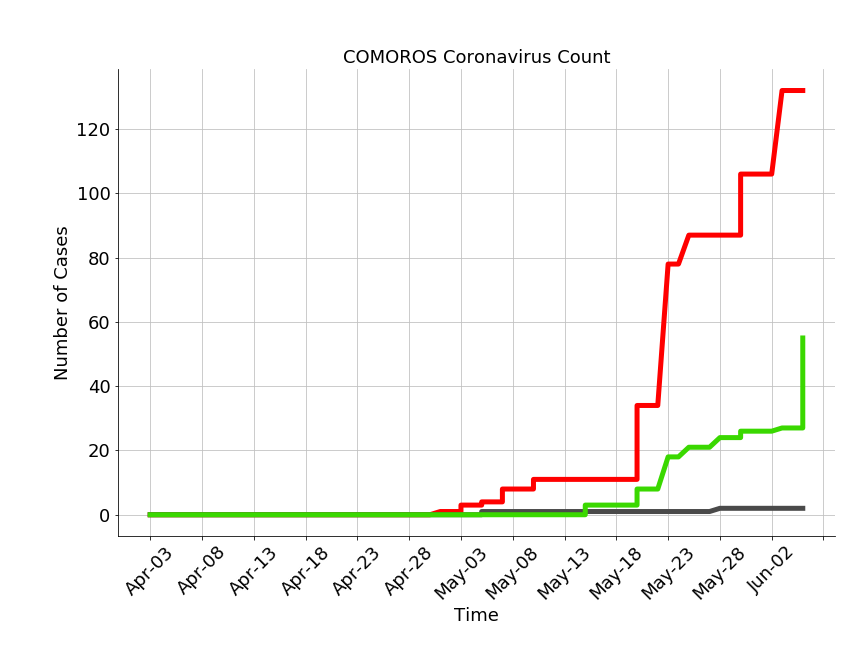 COMOROS Coronavirus Count
Number of Cases
120
100
80
60
40
20
0
Apr-03
Apr-08
Apr-13
Apr-18
Apr-23
Apr-28
May-03
May-08
May-13
May-18
May-23
May-28
Jun-02
Time